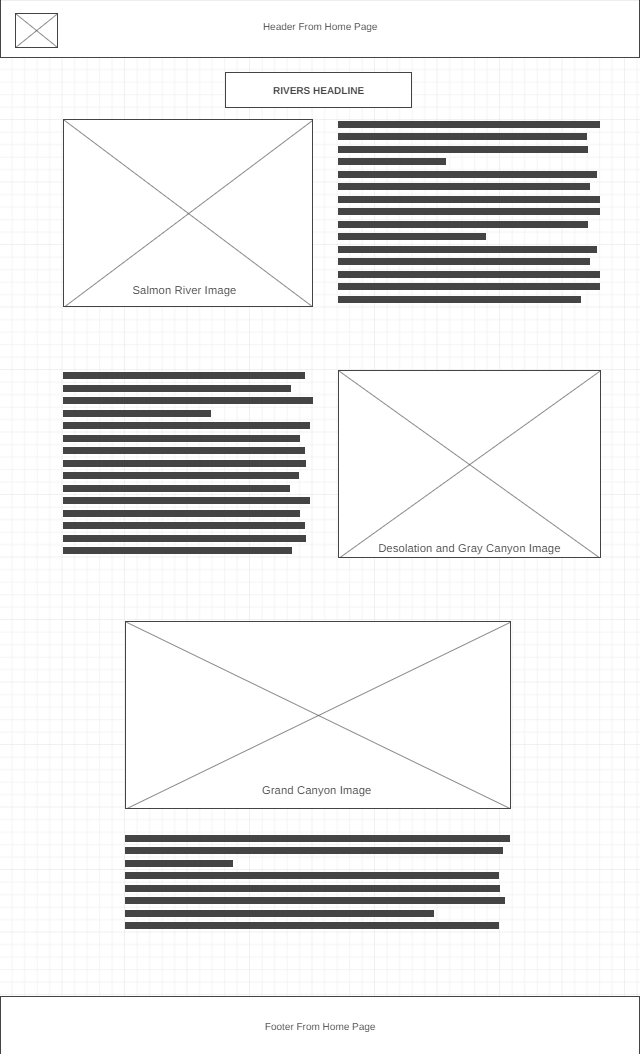 Header From Home Page
RIVERS HEADLINE
Salmon River Image
Desolation and Gray Canyon Image
Grand Canyon Image
Footer From Home Page